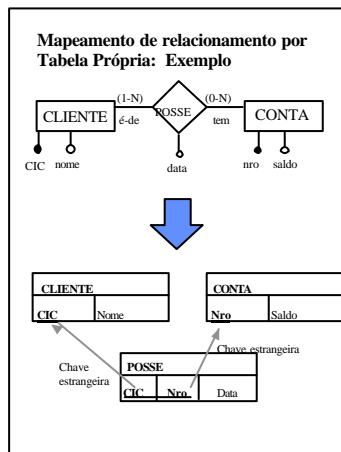 Mapeamento de relacionamento por
Tabela Própria: Exemplo
(1-N)
(0-N)
CLIENTE
POSSE
CONTA
é-de
tem
CIC
nome
data
nro
saldo
CLIENTE
CIC
Nome
CONTA
Nro
Saldo
Chave
estrangeira
Chave estrangeira
POSSE
CIC
Nro
Data